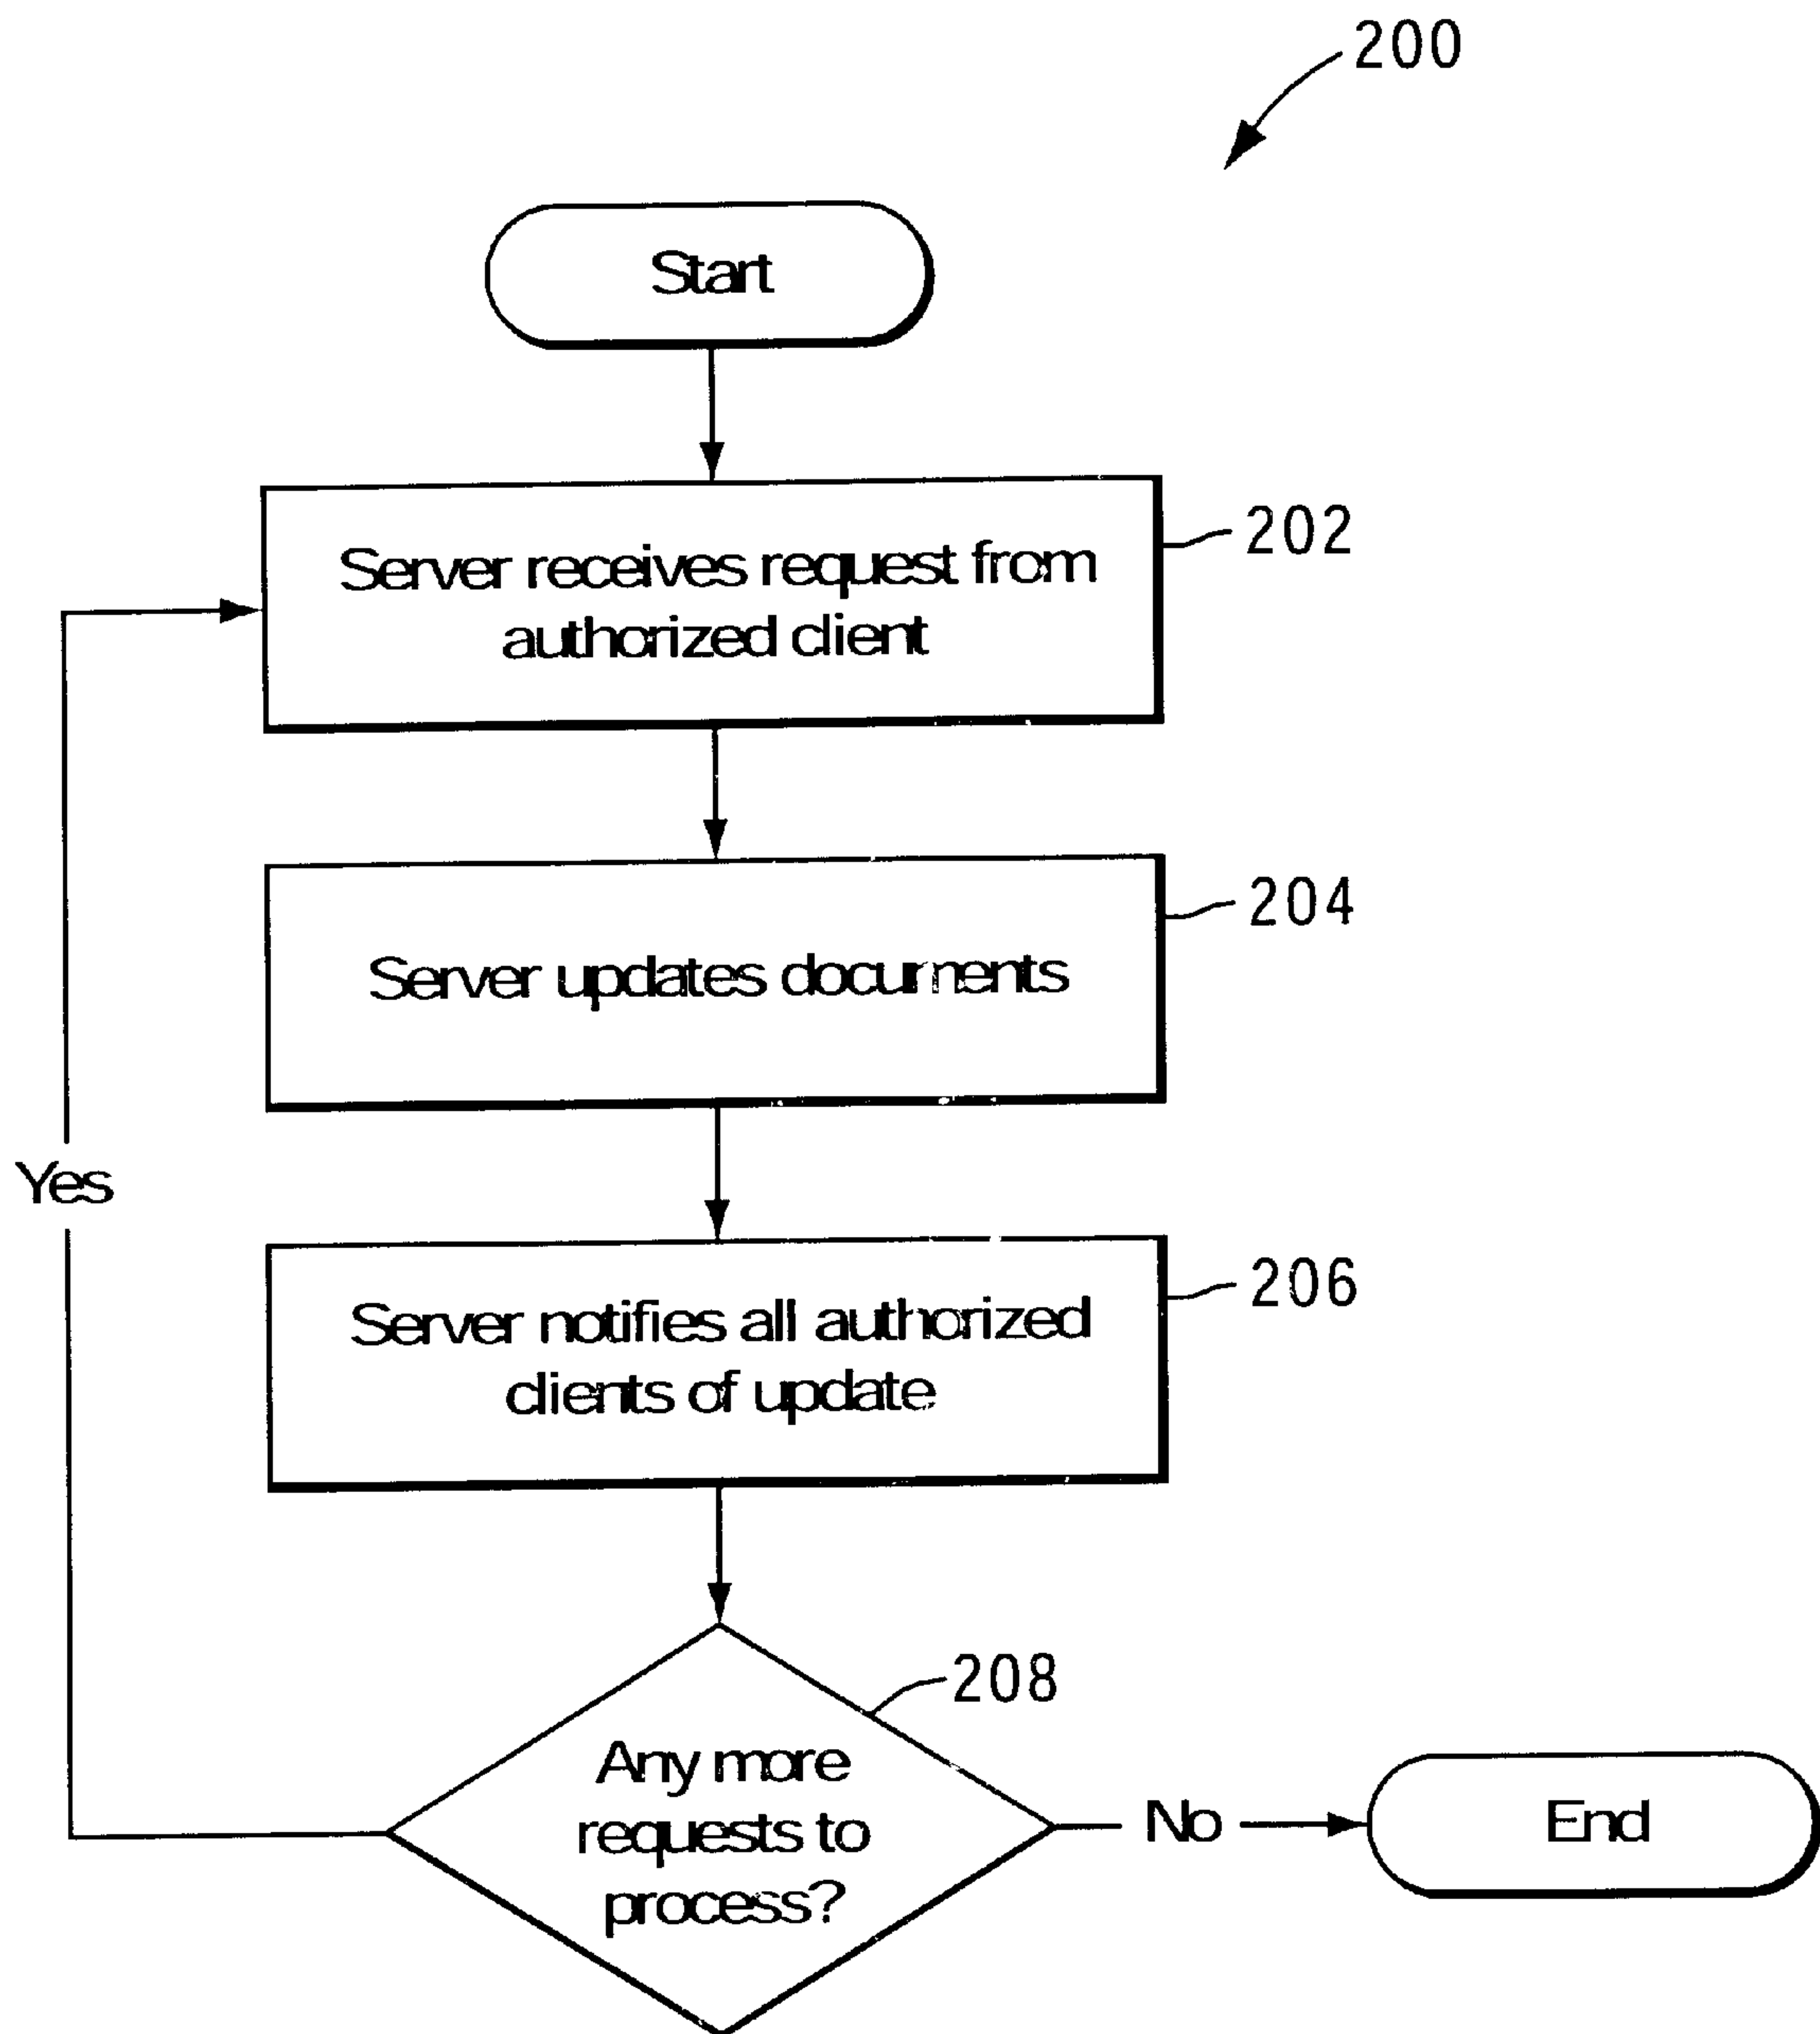 200
Start
202
Server receives request from
authorized client
204
Server updates documents
Yes
206
Server notifies all authorized
clients of update
208
Any more
requests to
process?
No
End